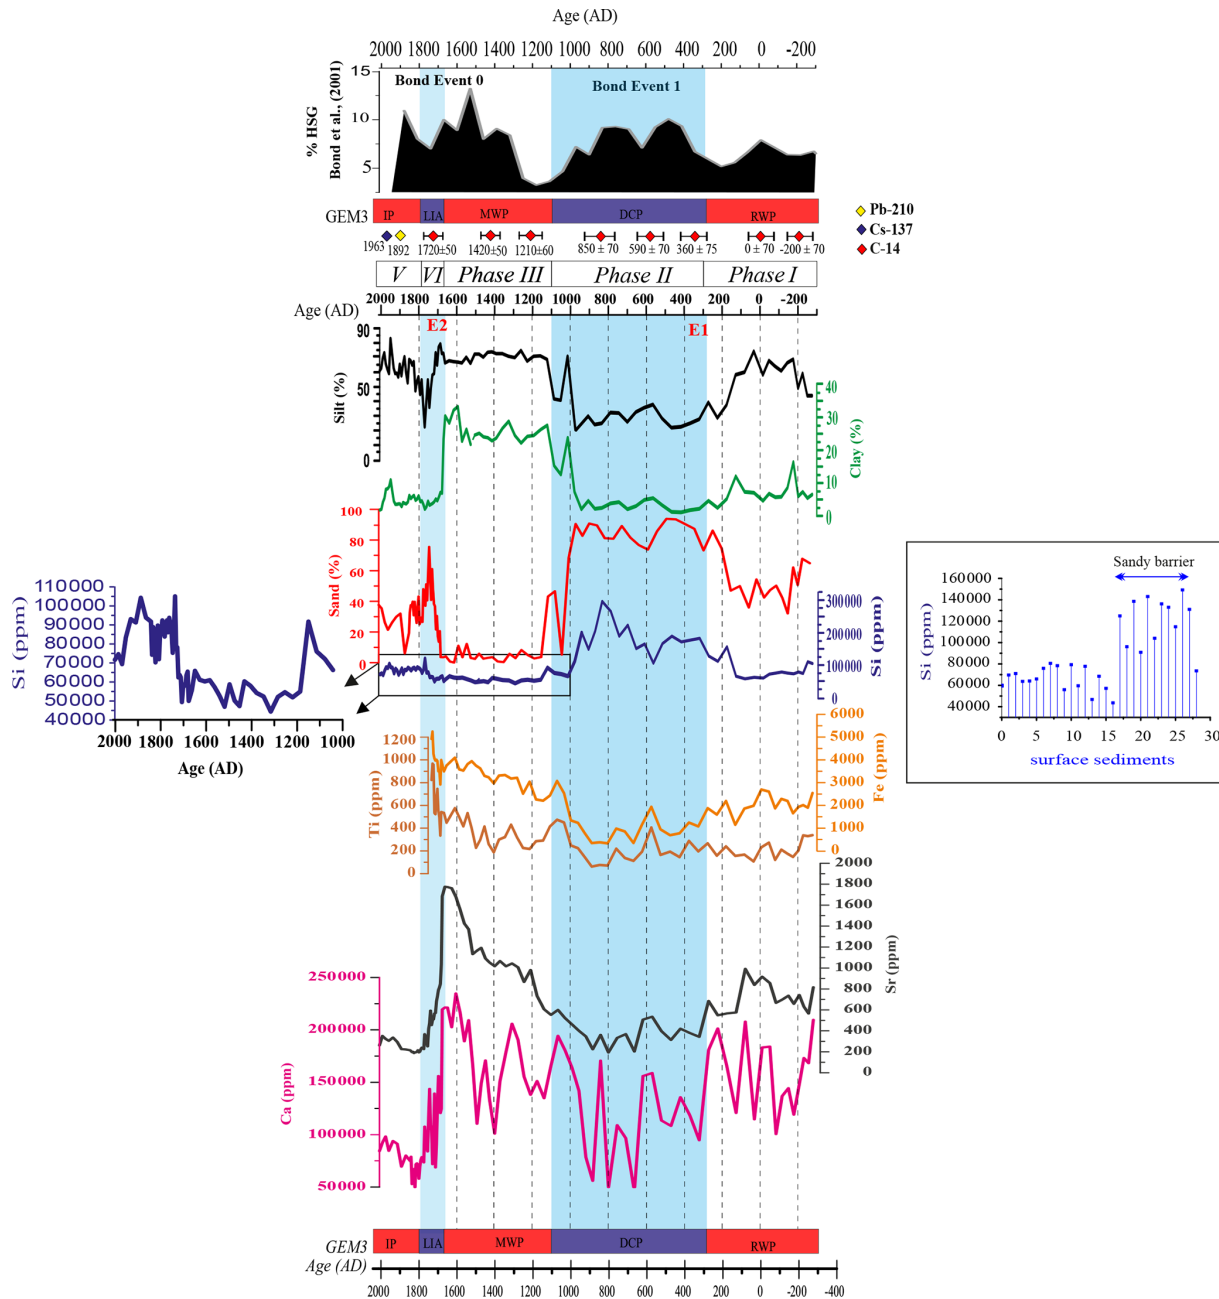 Age (AD)
2000 1800 1600 1400 1200 1000 800 600 400 200 0 -200
15
10
5
% HSG
Bond et al., (2001)
Bond Event 0
Bond Event 1
GEM3
IP LIA MWP DCP RWP
1963 1892 1720±50 1420±50 1210±60 850 ± 70 590 ± 70 360 ± 75 0 ± 70 -200 ± 70
Pb-210
Cs-137
C-14
V VI Phase III Phase II Phase I
Age (AD)
2000 1800 1600 1400 1200 1000 800 600 400 200 0 -200
E2
E1
90
50
0
Silt (%)
40
30
20
10
0
Clay (%)
100
80
60
40
20
0
Sand (%)
300000
200000
100000
0
Si (ppm)
110000
100000
90000
80000
70000
60000
50000
40000
Si (ppm)
2000 1800 1600 1400 1200 1000
Age (AD)
Sandy barrier
160000
140000
120000
100000
80000
60000
40000
Si (ppm)
0 5 10 15 20 25 30
surface sediments
6000
5000
4000
3000
2000
1000
0
Fe (ppm)
1200
1000
800
600
400
200
0
Ti (ppm)
2000
1800
1600
1400
1200
1000
800
600
400
200
0
Sr (ppm)
250000
200000
150000
100000
50000
Ca (ppm)
GEM3
IP LIA MWP DCP RWP
Age (AD)
2000 1800 1600 1400 1200 1000 800 600 400 200 0 -200 -400